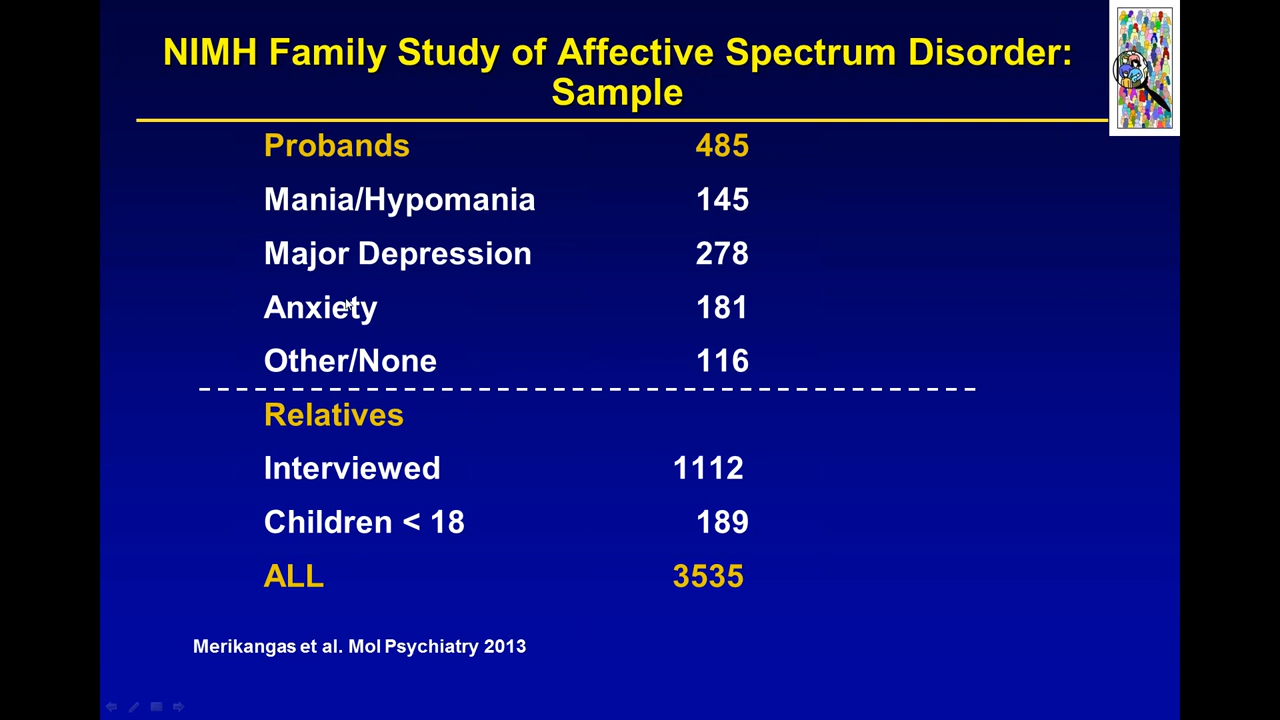 NIMH Family Study of Affective Spectrum Disorder:
Sample
Probands 485
Mania/Hypomania 145
Major Depression 278
Anxiety 181
Other/None 116
Relatives
Interviewed 1112
Children < 18 189
ALL 3535
Merikangas et al. Mol Psychiatry 2013